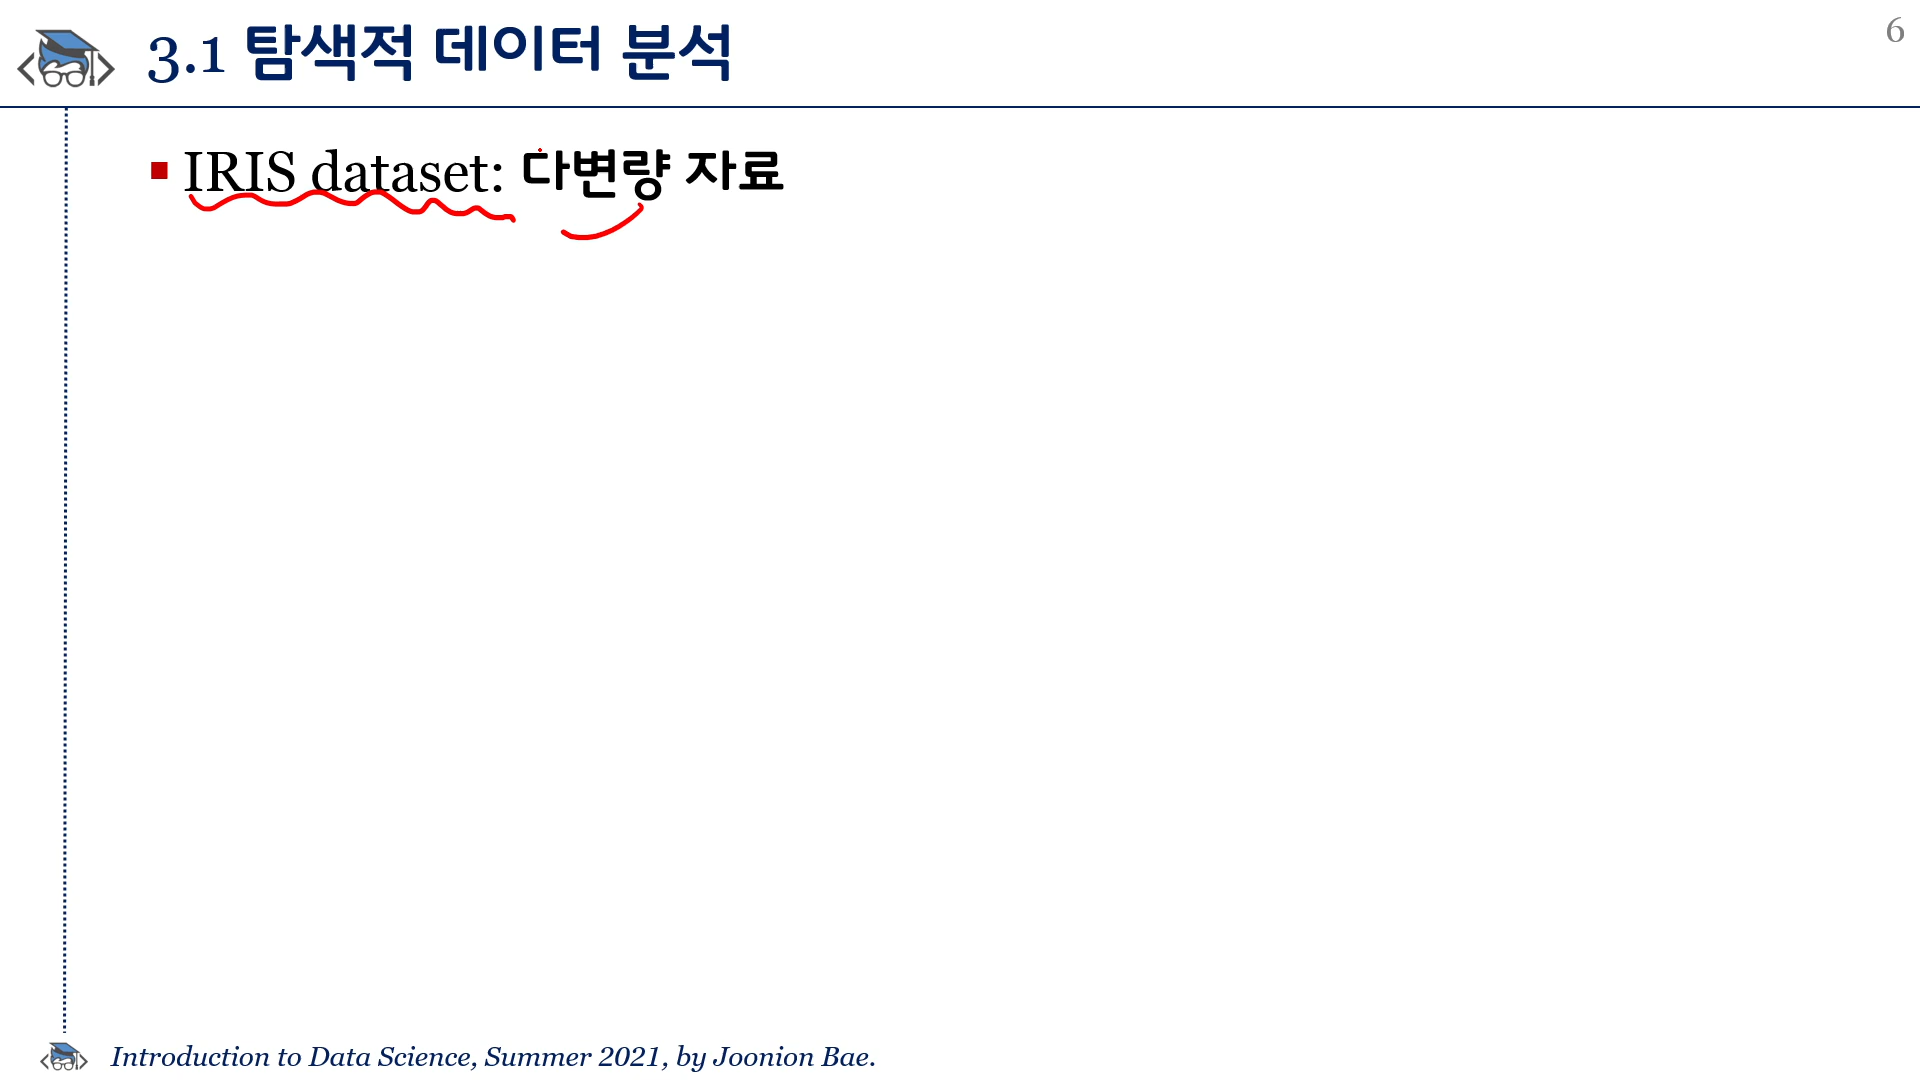 3.1 탐색적 데이터 분석
6
IRIS dataset: 다변량 자료
Introduction to Data Science, Summer 2021, by Joonion Bae.